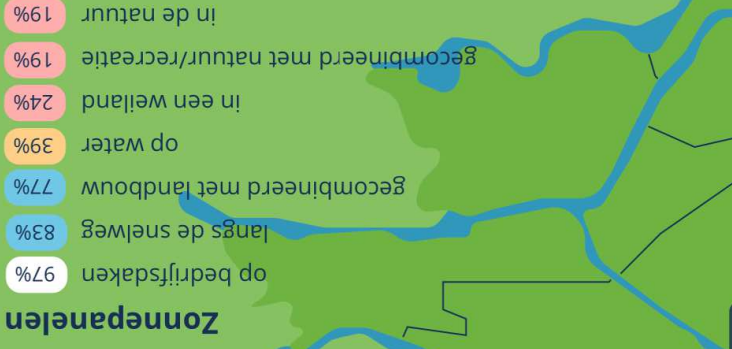 Zonnepanelen
op bedrijfsdaken 97%
langs de snelweg 83%
gecombineerd met landbouw 77%
op water 39%
in een weiland 24%
gecombineerd met natuur/recreatie 19%
in de natuur 19%